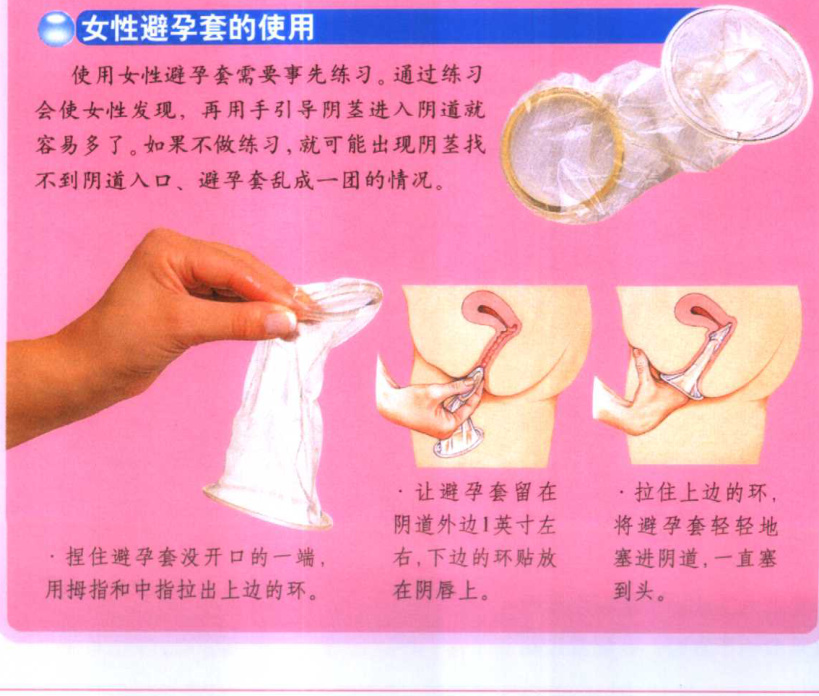 女性避孕套的使用
使用女性避孕套需要事先练习。通过练习
会使女性发现，再用手引导阴茎进入阴道就
容易多了。如果不做练习，就可能出现阴茎找
不到阴道入口、避孕套乱成一团的情况。
· 捏住避孕套没开口的一端，
用拇指和中指拉出上边的环。
· 让避孕套留在
阴道外边1英寸左
右，下边的环贴放
在阴唇上。
· 拉住上边的环，
将避孕套轻轻地
塞进阴道，一直塞
到头。